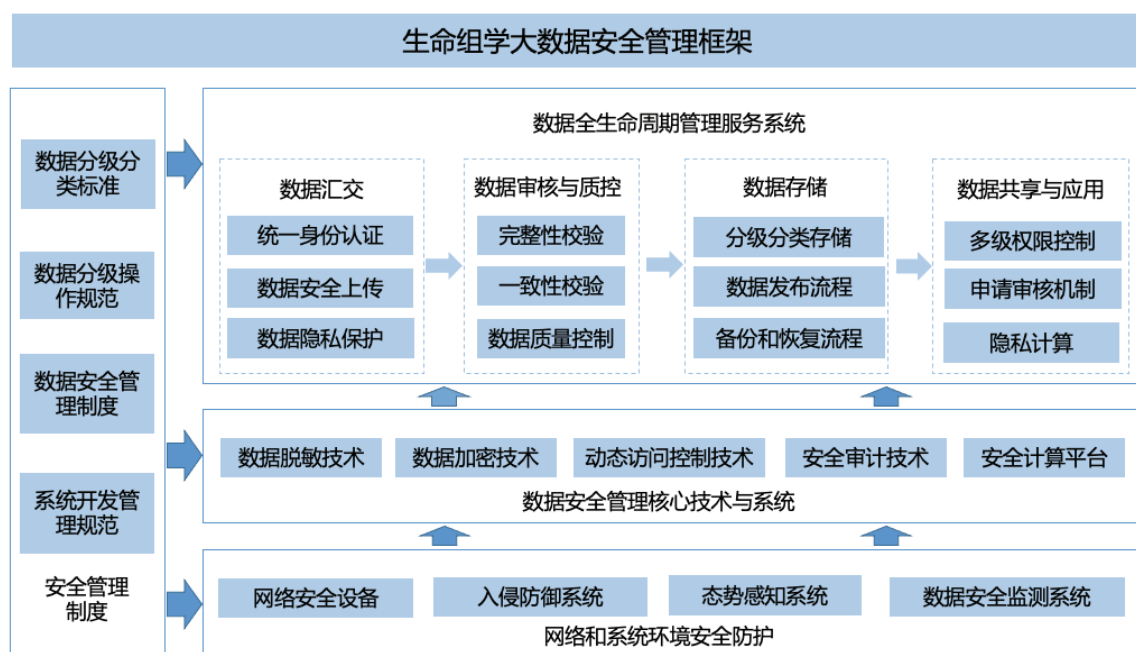 生命组学大数据安全管理框架
数据分级分
类标准
数据分级操
作规范
数据安全管
理制度
系统开发管
理规范
安全管理
制度
数据全生命周期管理服务系统
数据汇交
统一身份认证
数据安全上传
数据隐私保护
数据审核与质控
完整性校验
一致性校验
数据质量控制
数据存储
分级分类存储
数据发布流程
备份和恢复流程
数据共享与应用
多级权限控制
申请审核机制
隐私计算
数据脱敏技术
数据加密技术
动态访问控制技术
安全审计技术
安全计算平台
数据安全管理核心技术与系统
网络安全设备
入侵防御系统
态势感知系统
数据安全监测系统
网络和系统环境安全防护